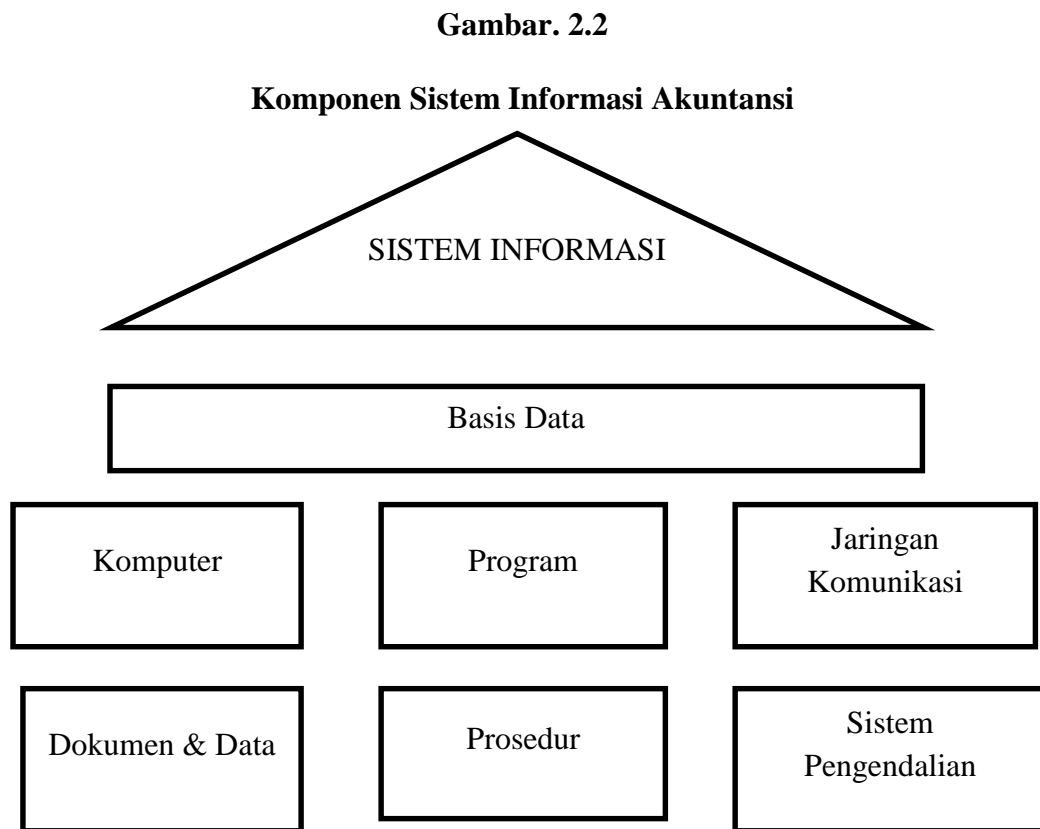 Gambar. 2.2
Komponen Sistem Informasi Akuntansi
SISTEM INFORMASI
Basis Data
Komputer
Program
Jaringan
Komunikasi
Dokumen & Data
Prosedur
Sistem
Pengendalian